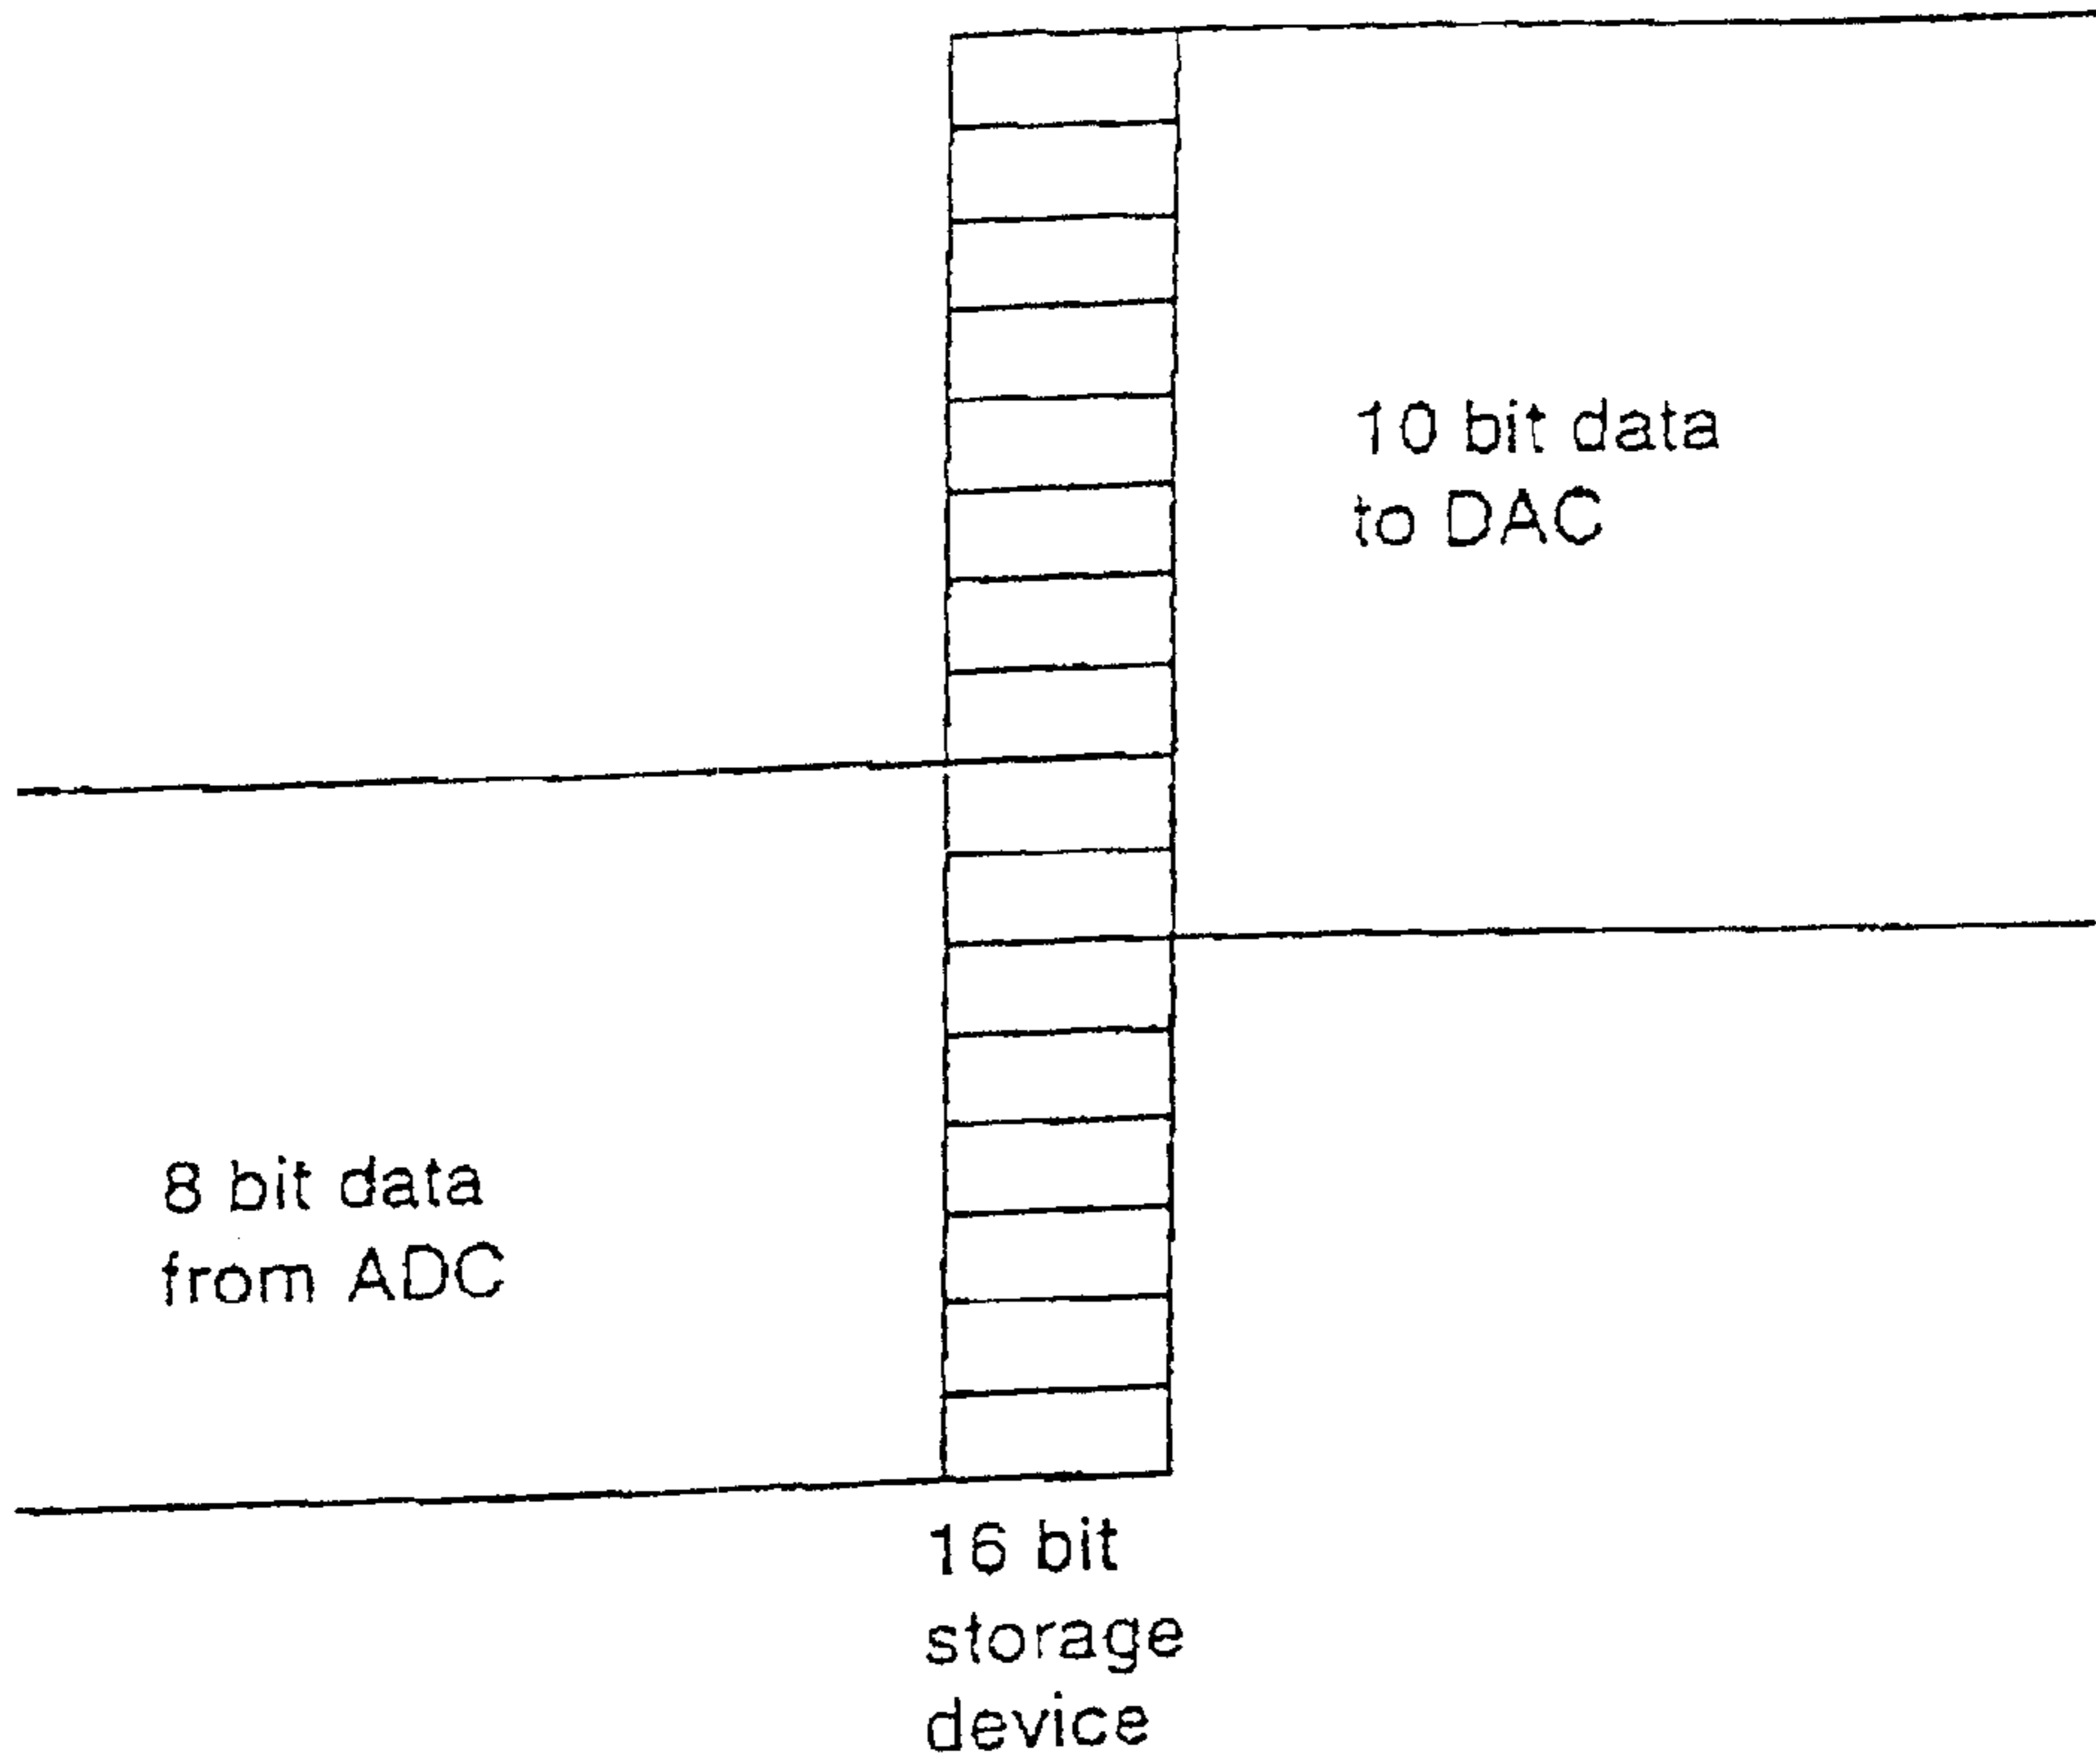 10 bit data
to DAC
8 bit data
from ADC
16 bit
storage
device